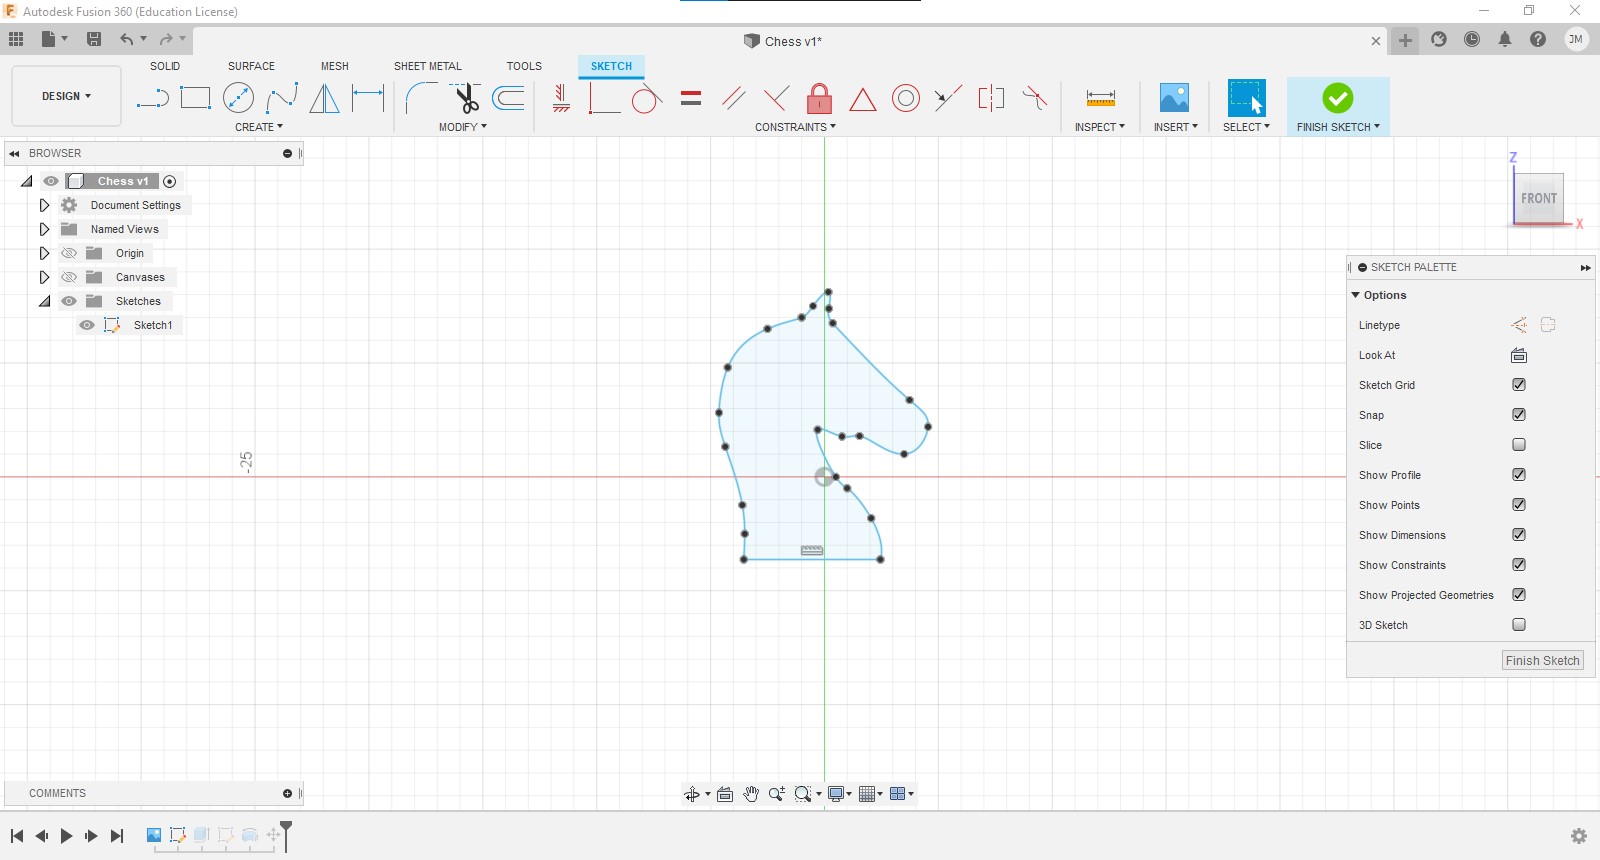 Autodesk Fusion 360 (Education License)
Chess v1*
JM
DESIGN
SOLID
SURFACE
MESH
SHEET METAL
TOOLS
SKETCH
CREATE
MODIFY
CONSTRAINTS
INSPECT
INSERT
SELECT
FINISH SKETCH
BROWSER
Chess v1
Document Settings
Named Views
Origin
Canvases
Sketches
Sketch1
-25
Z
FRONT
X
SKETCH PALETTE
Options
Linetype
Look At
Sketch Grid
Snap
Slice
Show Profile
Show Points
Show Dimensions
Show Constraints
Show Projected Geometries
3D Sketch
Finish Sketch
COMMENTS